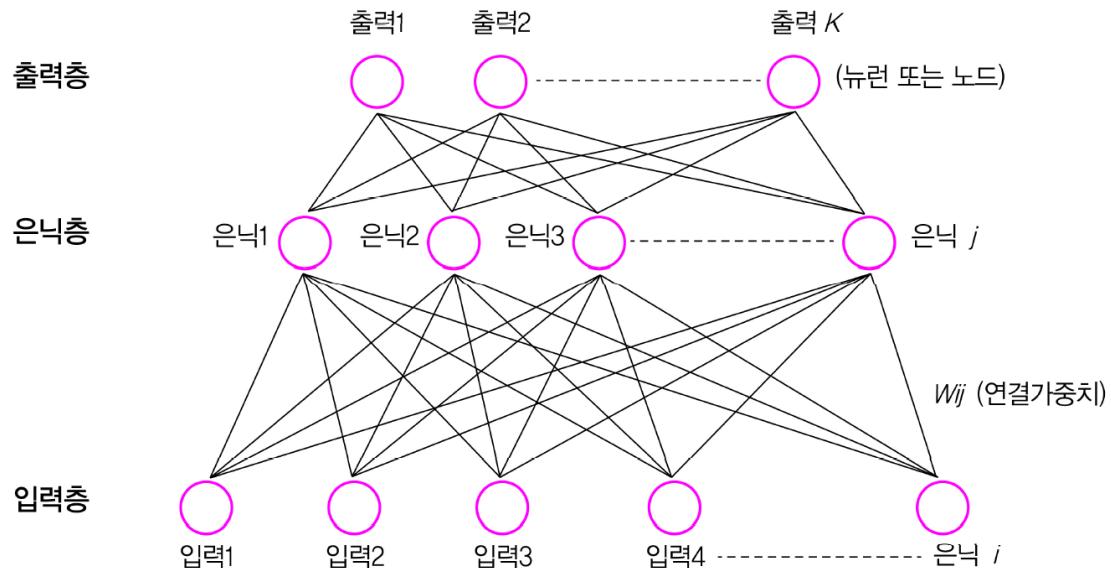 출력1 출력2 출력 K
출력층 (뉴런 또는 노드)
은닉층 은닉1 은닉2 은닉3 은닉 j
Wij (연결가중치)
입력층
입력1 입력2 입력3 입력4 은닉 i